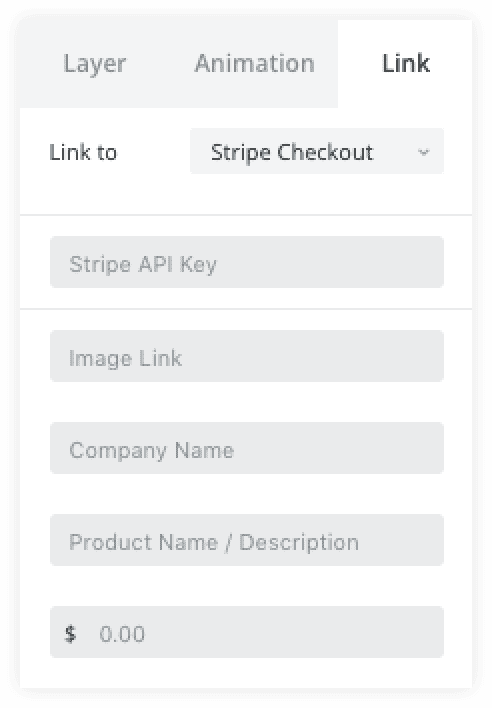 Layer Animation Link
Link to Stripe Checkout
Stripe API Key
Image Link
Company Name
Product Name / Description
$ 0.00